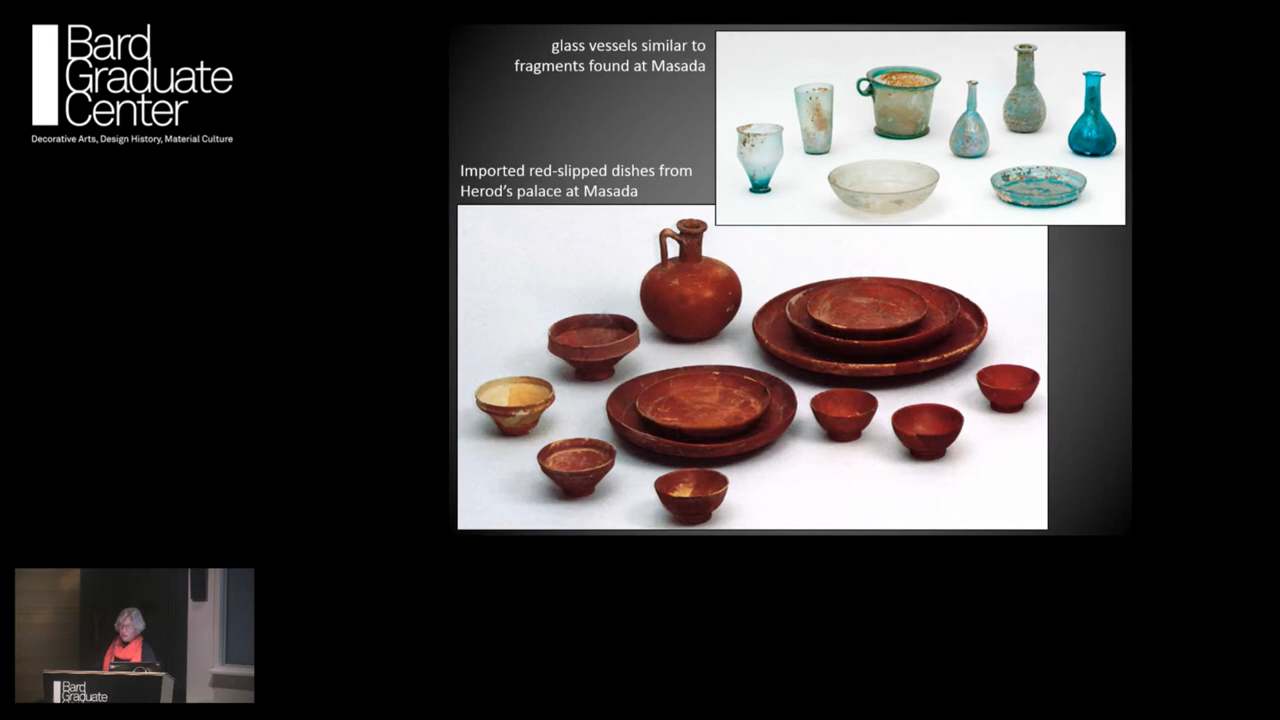 Bard
Graduate
Center
Decorative Arts, Design History, Material Culture
glass vessels similar to
fragments found at Masada
Imported red-slipped dishes from
Herod's palace at Masada
Bard
Graduate